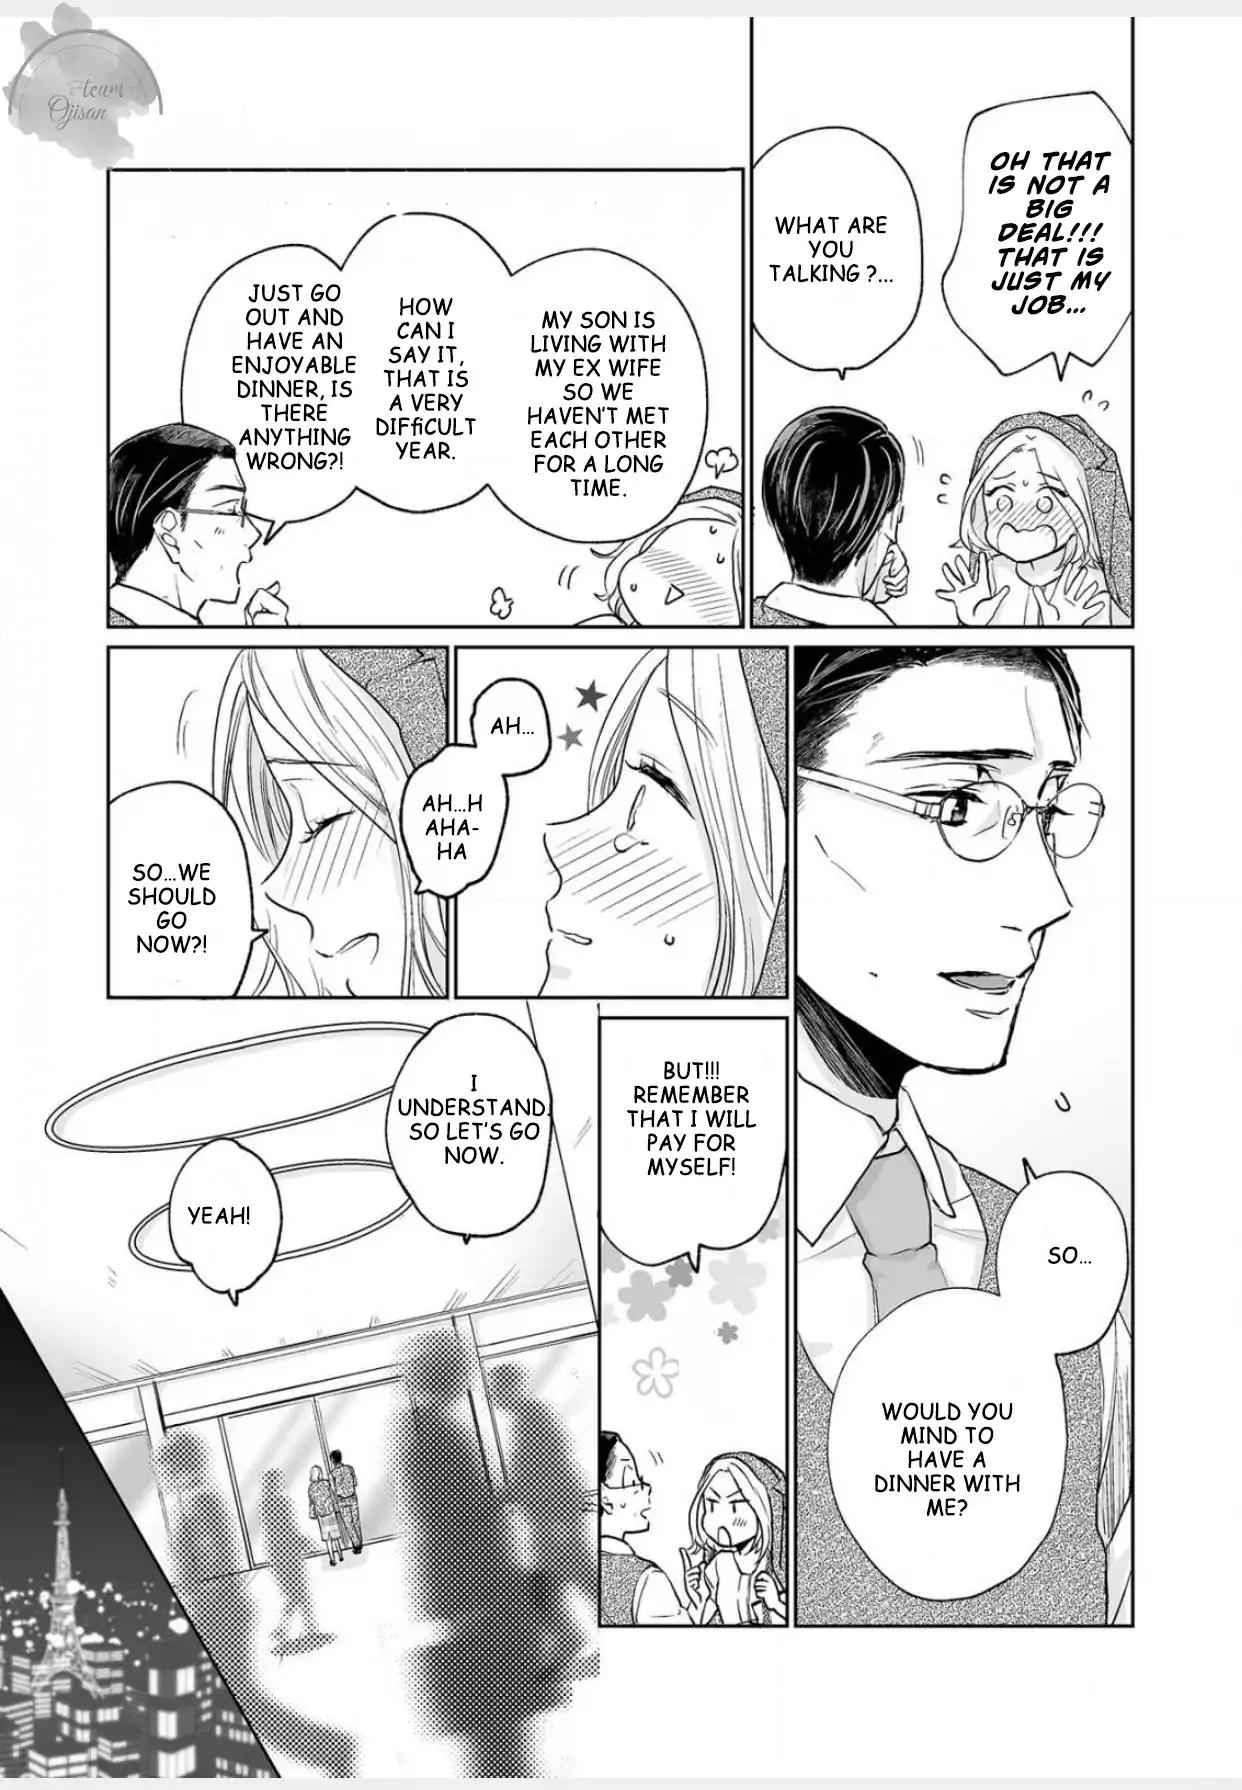 team
Ojisan
OH THAT
IS NOT A
BIG
DEAL!!!
THAT IS
JUST MY
JOB...
WHAT ARE
YOU
TALKING ?...
MY SON IS
LIVING WITH
MY EX WIFE
SO WE
HAVEN'T MET
EACH OTHER
FOR A LONG
TIME.
HOW
CAN I
SAY IT,
THAT IS
A VERY
DIFfiCULT
YEAR.
JUST GO
OUT AND
HAVE AN
ENJOYABLE
DINNER, IS
THERE
ANYTHING
WRONG?!
SO...
WOULD YOU
MIND TO
HAVE A
DINNER WITH
ME?
AH...
AH...H
AHA-
HA
SO...WE
SHOULD
GO
NOW?!
BUT!!!
REMEMBER
THAT I WILL
PAY FOR
MYSELF!
I
UNDERSTAND.
SO LET'S GO
NOW.
YEAH!